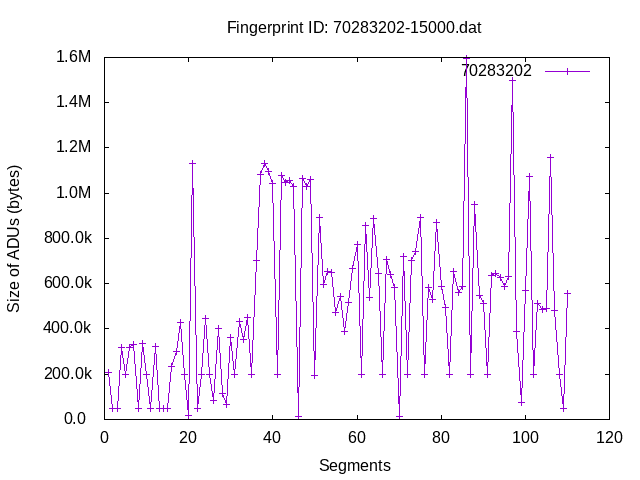 Fingerprint ID: 70283202-15000.dat
1.6M
70283202
1.4M
1.2M
1.0M
800.0k
600.0k
400.0k
200.0k
0.0
Size of ADUs (bytes)
0 20 40 60 80 100 120
Segments